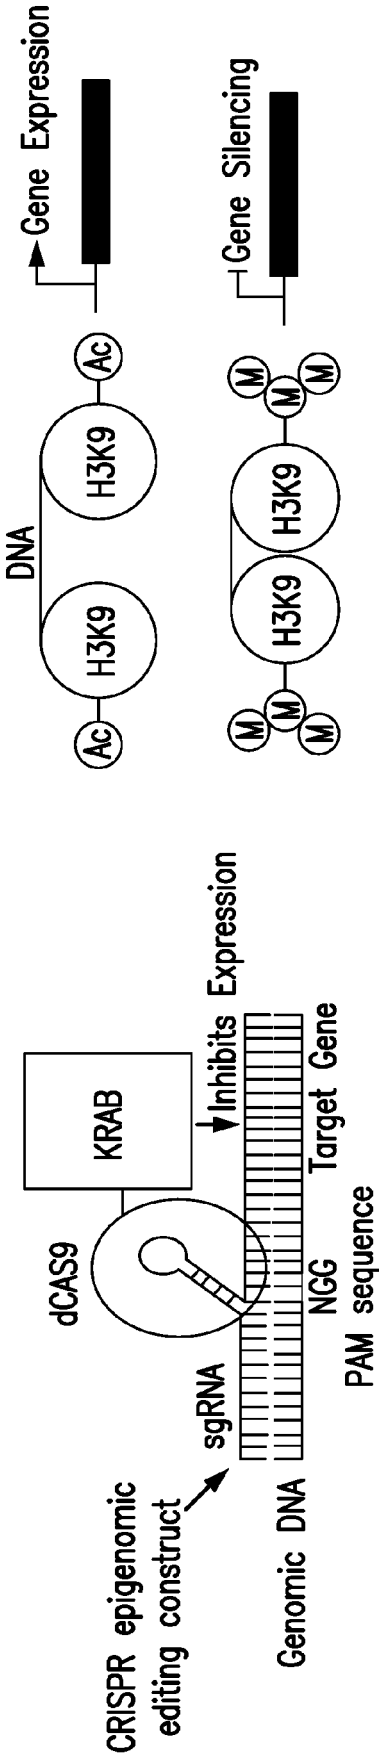 CRISPR epigenomic
editing construct
dCAS9
KRAB
sgRNA
Inhibits Expression
Genomic DNA
NGG
Target Gene
PAM sequence
DNA
Ac
H3K9
H3K9
Ac
Gene Expression
M
M
M
H3K9
H3K9
M
M
M
Gene Silencing